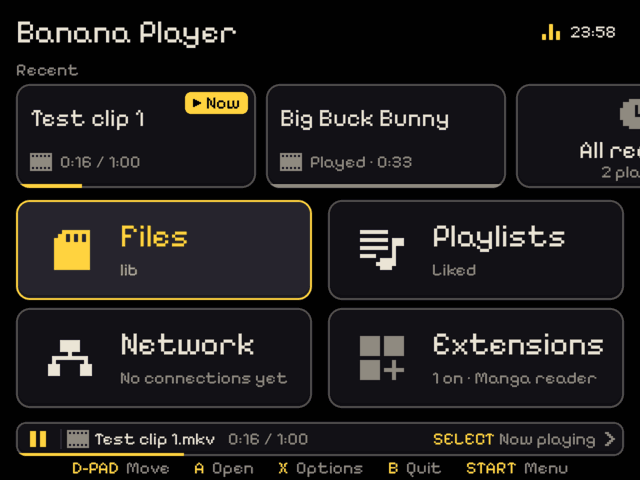 Banana Player
23:58
Recent
Test clip 1
Now
0:16 / 1:00
Big Buck Bunny
Played · 0:33
All
2
Files
lib
Playlists
Liked
Network
No connections yet
Extensions
1 on · Manga reader
Test clip 1.mkv 0:16 / 1:00 SELECT Now playing
D-PAD Move A Open X Options B Quit START Menu